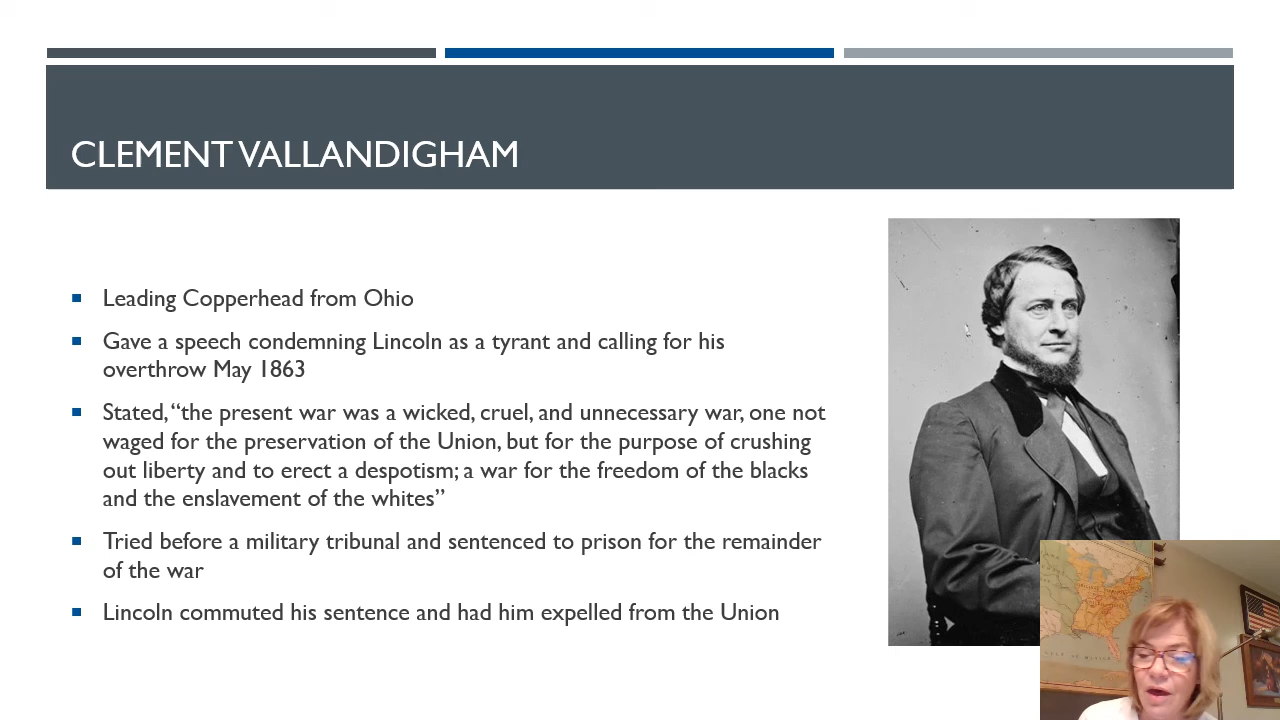 CLEMENT VALLANDIGHAM
Leading Copperhead from Ohio
Gave a speech condemning Lincoln as a tyrant and calling for his
overthrow May 1863
Stated, “the present war was a wicked, cruel, and unnecessary war, one not
waged for the preservation of the Union, but for the purpose of crushing
out liberty and to erect a despotism; a war for the freedom of the blacks
and the enslavement of the whites”
Tried before a military tribunal and sentenced to prison for the remainder
of the war
Lincoln commuted his sentence and had him expelled from the Union